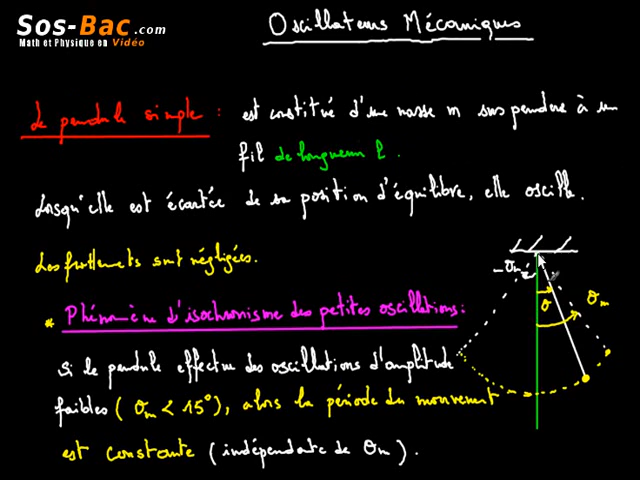 Sos-Bac.com
Math et Physique en Vidéo
Oscillateurs Mécaniques
Le pendule simple : est constitué d'une masse m suspendue à un
fil de longueur l.
Lorsqu'elle est écartée de sa position d'équilibre, elle oscille.
Les frottements sont négligées.
* Phénomène d'isochronisme des petites oscillations :
si le pendule effectue des oscillations d'amplitude
faibles (θm < 15°), alors la période du mouvement
est constante (indépendante de θm).
-θm
θ
θm